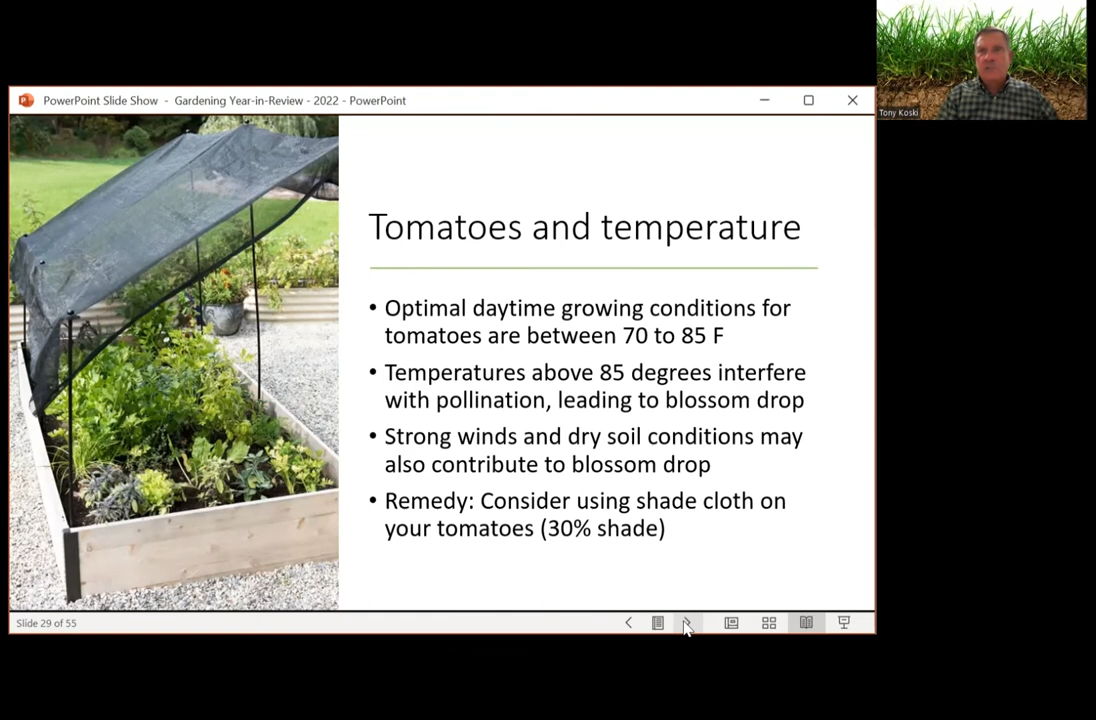 PowerPoint Slide Show - Gardening Year-in-Review - 2022 - PowerPoint
Tony Koski
Tomatoes and temperature
• Optimal daytime growing conditions for
tomatoes are between 70 to 85 F
• Temperatures above 85 degrees interfere
with pollination, leading to blossom drop
• Strong winds and dry soil conditions may
also contribute to blossom drop
• Remedy: Consider using shade cloth on
your tomatoes (30% shade)
Slide 29 of 55